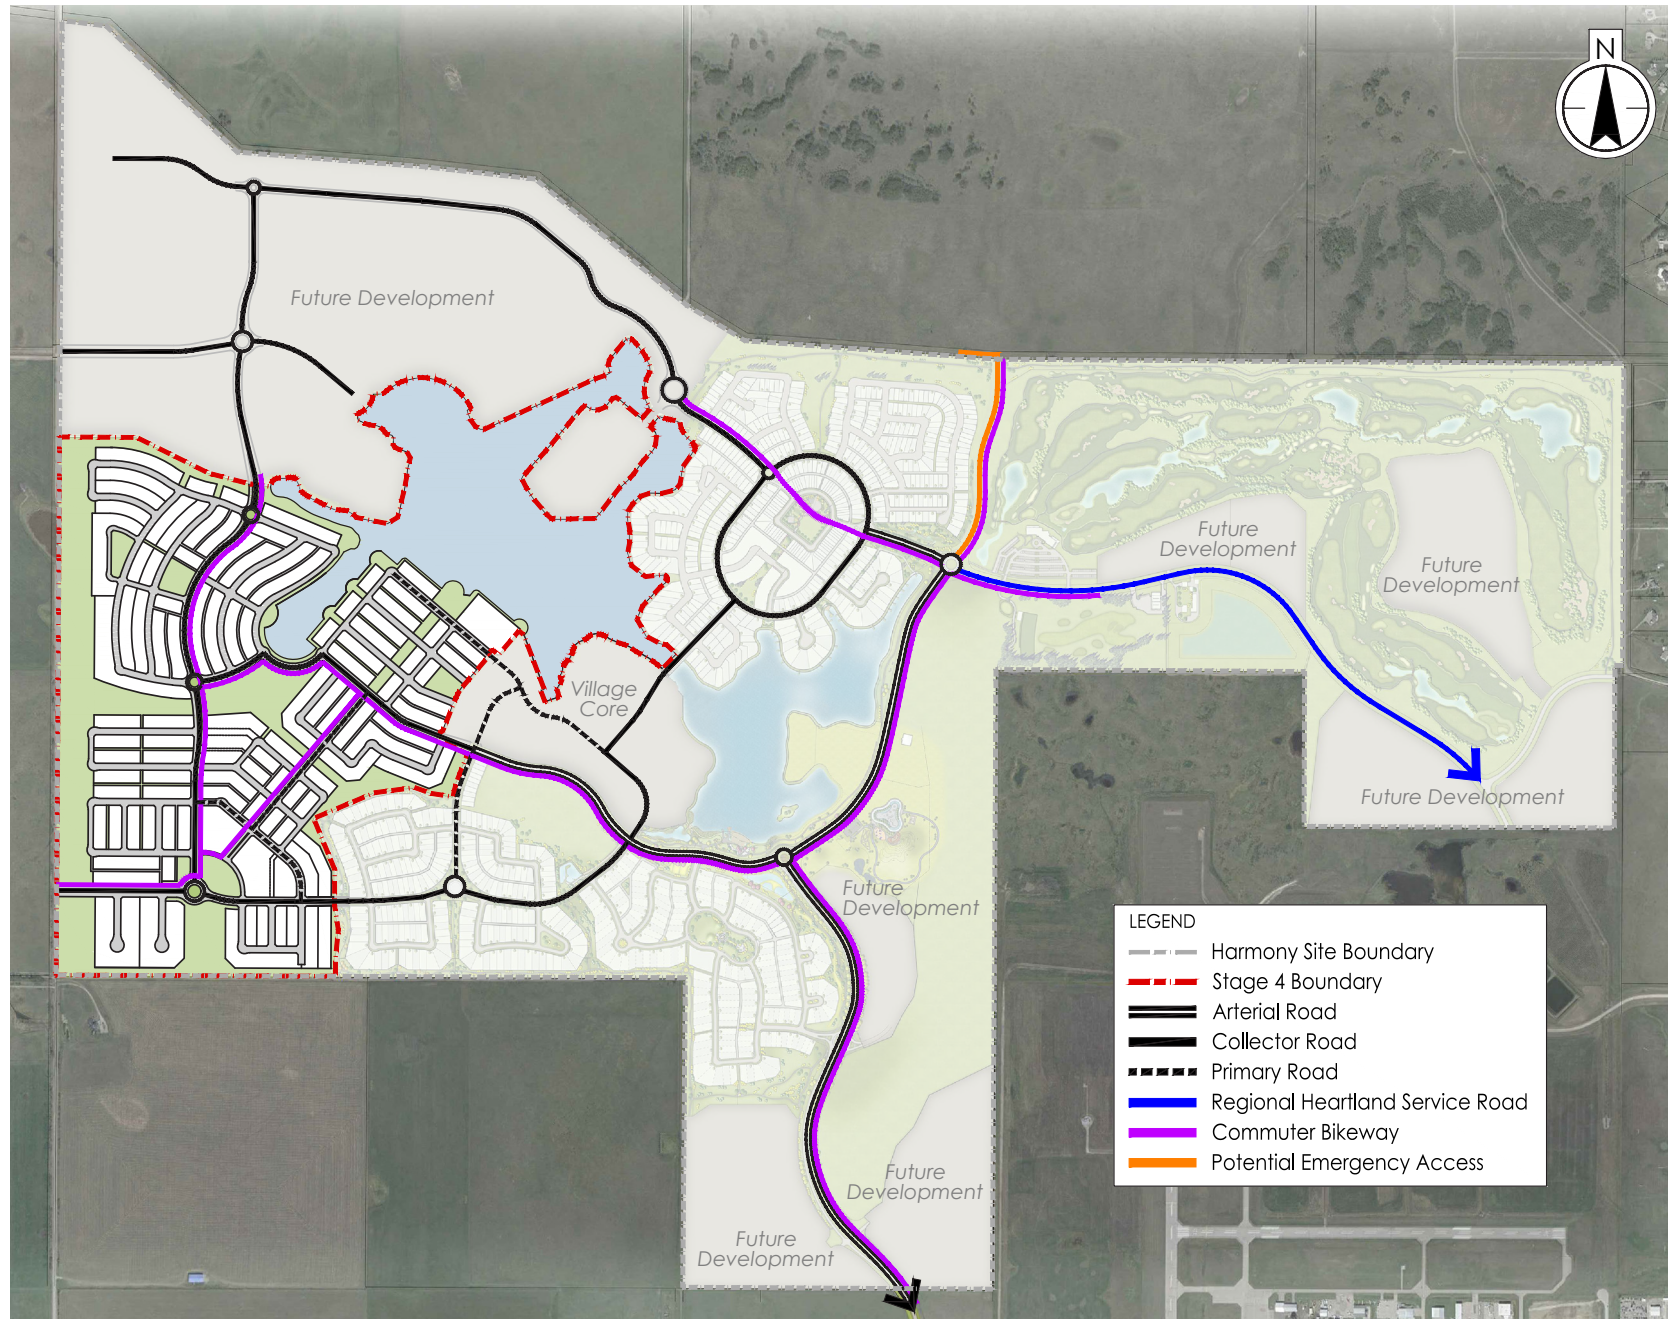 N
Future Development
Future
Development
Future
Development
Village
Core
Future Development
Future
Development
LEGEND
Harmony Site Boundary
Stage 4 Boundary
Arterial Road
Collector Road
Primary Road
Regional Heartland Service Road
Commuter Bikeway
Potential Emergency Access
Future
Development
Future
Development